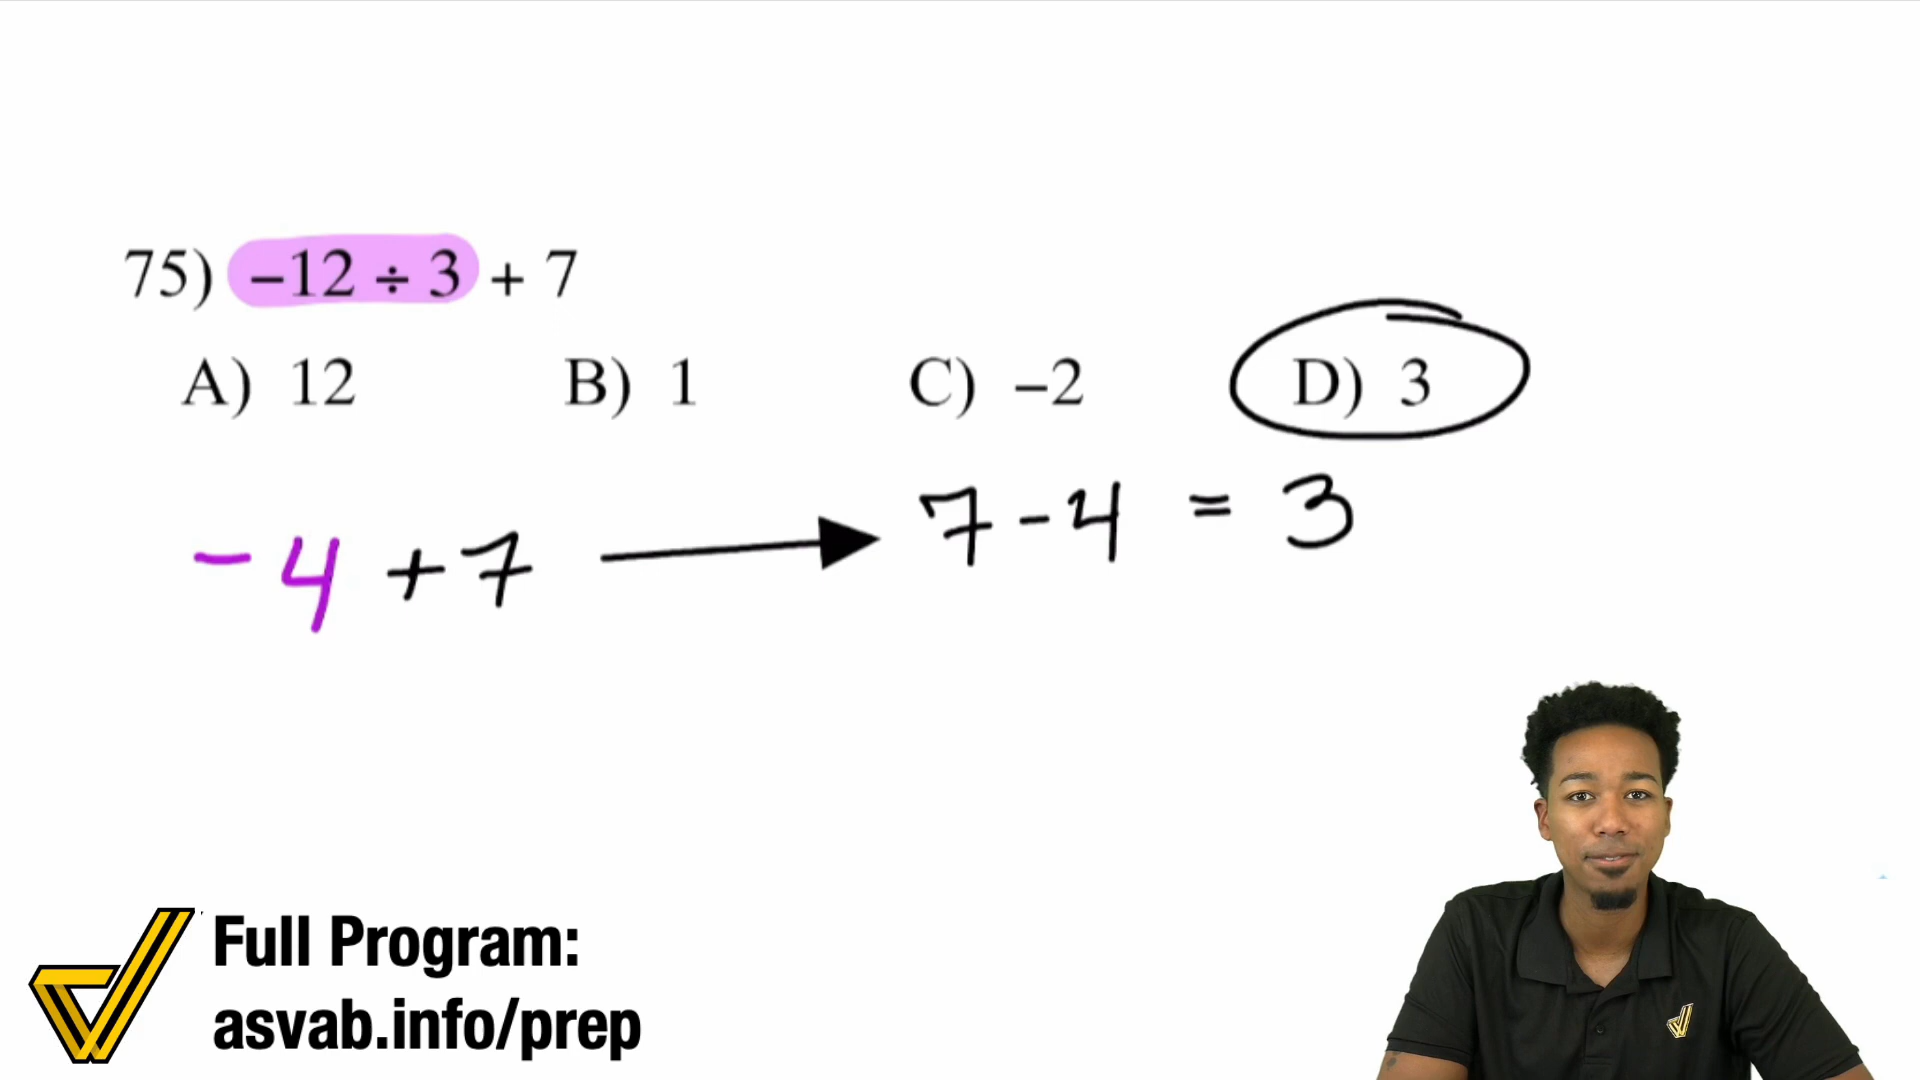 75) −12 ÷ 3 + 7
A) 12 B) 1 C) −2 D) 3
-4 +7 7-4 = 3
Full Program:
asvab.info/prep